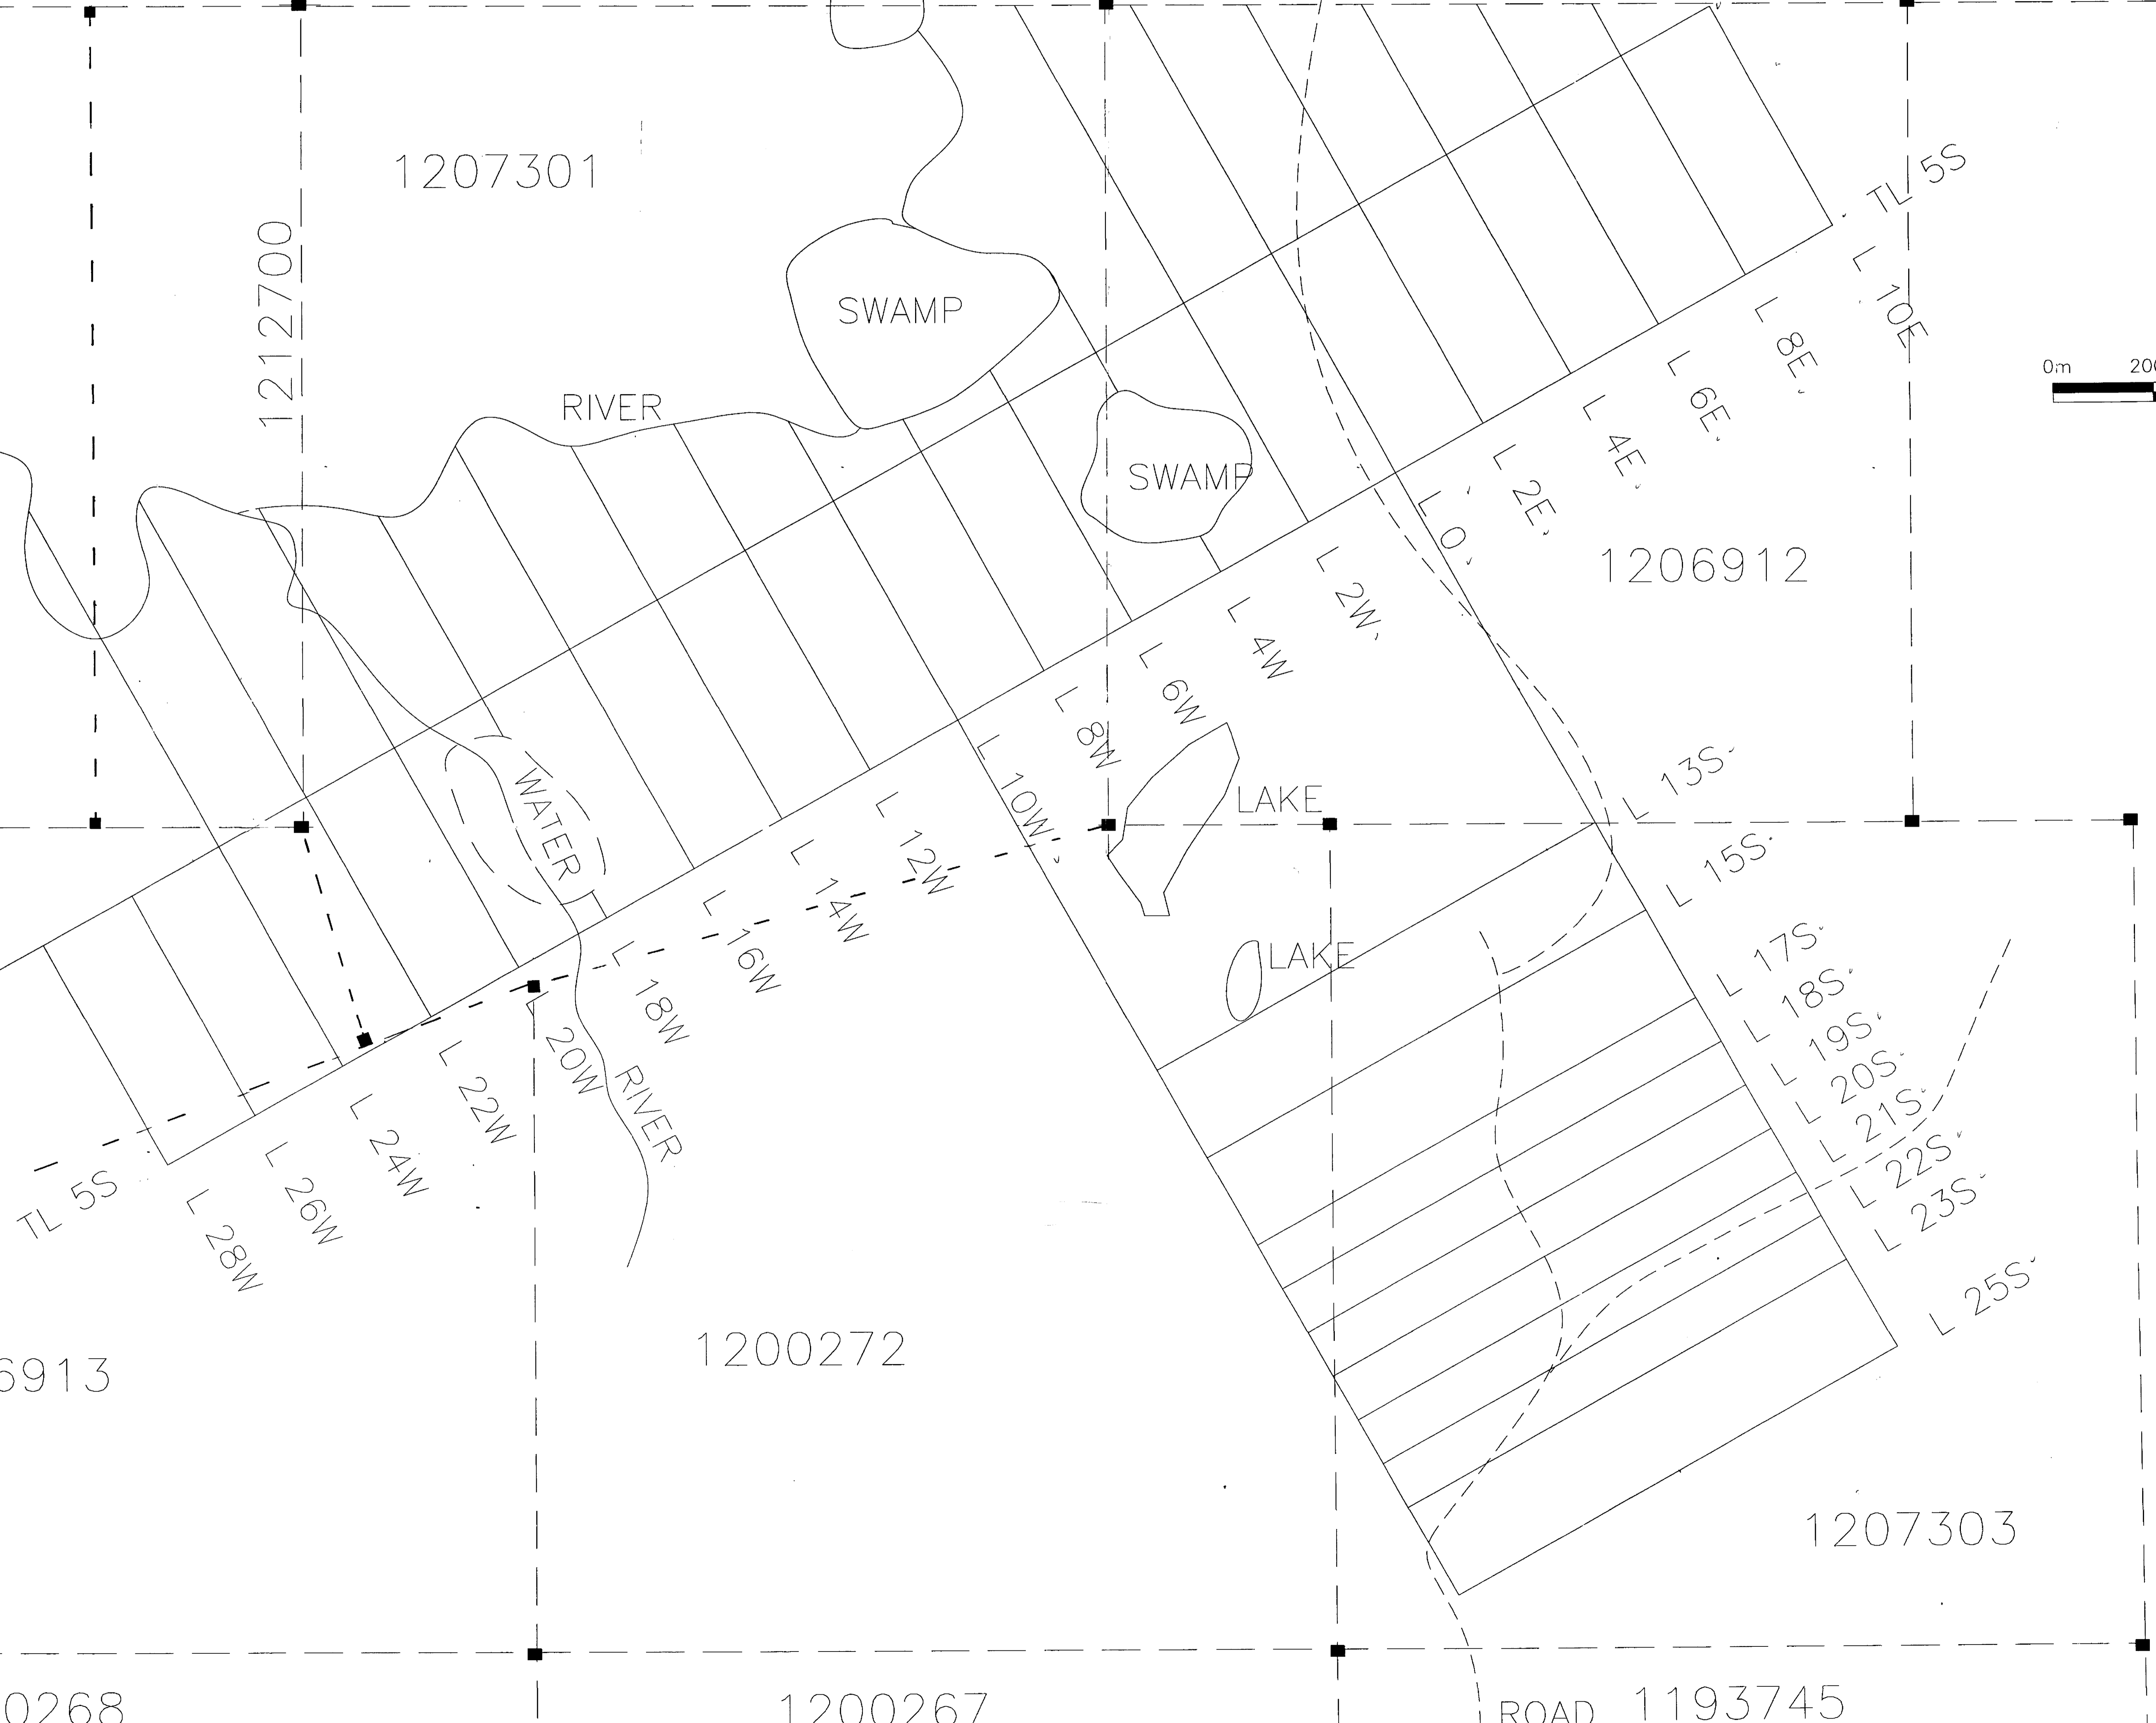 1207301
1212700
TL 5S
L 10E
SWAMP
RIVER
L 8E
0m
L 6E
L 4E
L 2E
SWAMP
L 0
1206912
L 2W
L 4W
L 6W
L 8W
L 10W
L 12W
L 14W
L 16W
L 18W
L 20W
L 22W
L 24W
L 26W
L 28W
TL 5S
WATER
LAKE
LAKE
RIVER
L 13S
L 15S
L 17S
L 18S
L 19S
L 20S
L 21S
L 22S
L 23S
L 25S
6913
1200272
1207303
0268
1200267
ROAD 1193745